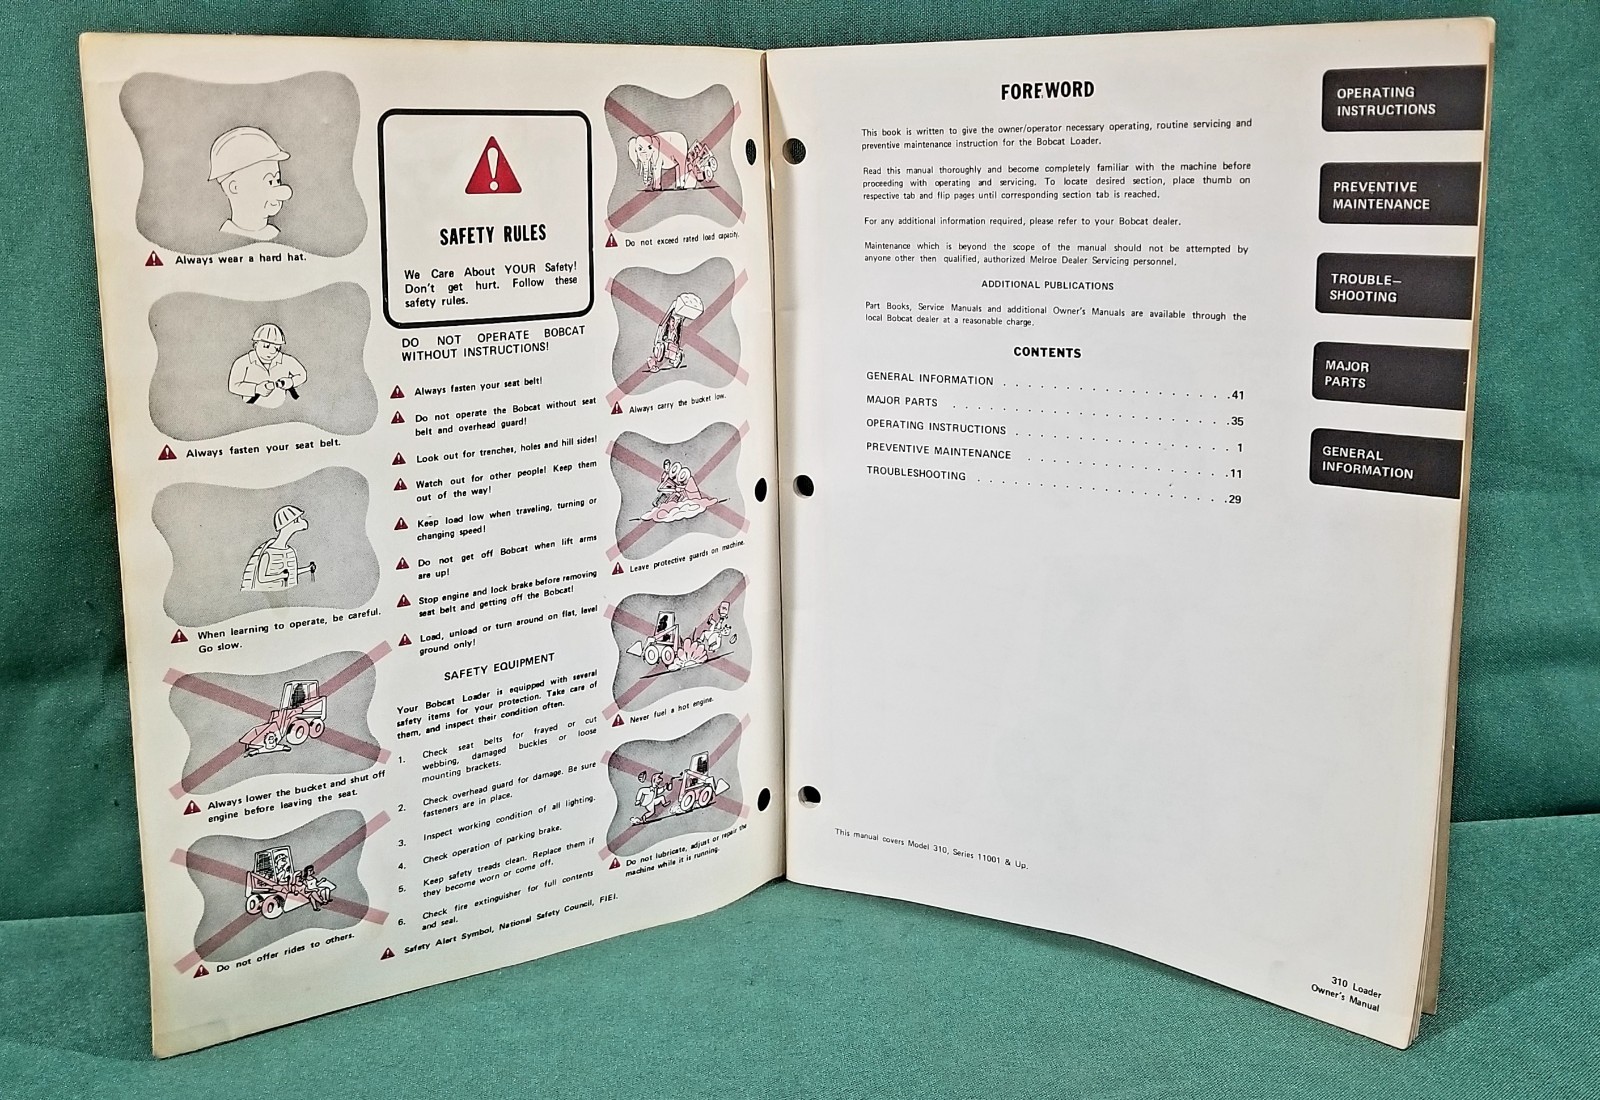 Always wear a hard hat.
Always fasten your seat belt.
When learning to operate, be careful.
Go slow.
Always lower the bucket and shut off
engine before leaving the seat.
Do not offer rides to others.
SAFETY RULES
We Care About YOUR Safety!
Don't get hurt. Follow these
safety rules.
DO NOT OPERATE BOBCAT
WITHOUT INSTRUCTIONS!
Always fasten your seat belt!
Do not operate the Bobcat without seat
belt and overhead guard!
Look out for trenches, holes and hill sides!
Watch out for other people! Keep them
out of the way!
Keep load low when traveling, turning or
changing speed!
Do not get off Bobcat when lift arms
are up!
Stop engine and lock brake before removing
seat belt and getting off the Bobcat!
Load, unload or turn around on flat, level
ground only!
SAFETY EQUIPMENT
Your Bobcat Loader is equipped with several
safety items for your protection. Take care of
them, and inspect their condition often.
1. Check seat belts for frayed or cut
webbing, damaged buckles or loose
mounting brackets.
2. Check overhead guard for damage. Be sure
fasteners are in place.
3. Inspect working condition of all lighting.
4. Check operation of parking brake.
5. Keep safety treads clean. Replace them if
they become worn or come off.
6. Check fire extinguisher for full contents
and seal.
Safety Alert Symbol, National Safety Council, FIEI.
Do not exceed rated load capacity.
Always carry the bucket low.
Leave protective guards on machine.
Never fuel a hot engine.
Do not lubricate, adjust or repair the
machine while it is running.
FOREWORD
This book is written to give the owner/operator necessary operating, routine servicing and
preventive maintenance instruction for the Bobcat Loader.
Read this manual thoroughly and become completely familiar with the machine before
proceeding with operating and servicing. To locate desired section, place thumb on
respective tab and flip pages until corresponding section tab is reached.
For any additional information required, please refer to your Bobcat dealer.
Maintenance which is beyond the scope of the manual should not be attempted by
anyone other then qualified, authorized Melroe Dealer Servicing personnel.
ADDITIONAL PUBLICATIONS
Part Books, Service Manuals and additional Owner's Manuals are available through the
local Bobcat dealer at a reasonable charge.
CONTENTS
GENERAL INFORMATION . . . . . . . . . . . . . . . . . . . . 41
MAJOR PARTS . . . . . . . . . . . . . . . . . . . . . . . . 35
OPERATING INSTRUCTIONS . . . . . . . . . . . . . . . . . . 1
PREVENTIVE MAINTENANCE . . . . . . . . . . . . . . . . . . 11
TROUBLESHOOTING . . . . . . . . . . . . . . . . . . . . . 29
This manual covers Model 310, Series 11001 & Up.
OPERATING
INSTRUCTIONS
PREVENTIVE
MAINTENANCE
TROUBLE-
SHOOTING
MAJOR
PARTS
GENERAL
INFORMATION
310 Loader
Owner's Manual